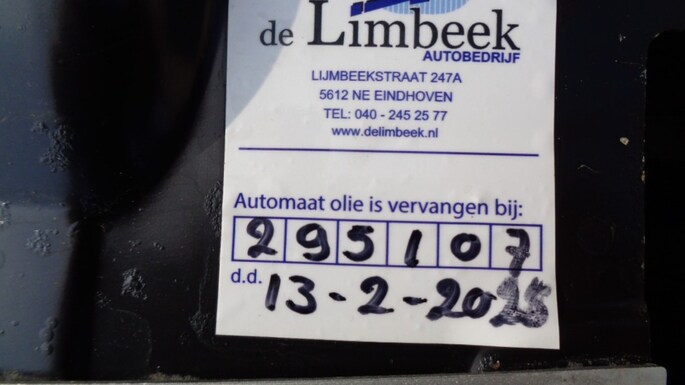 de Limbeek
AUTOBEDRIJF
LIJMBEEKSTRAAT 247A
5612 NE EINDHOVEN
TEL: 040 - 245 25 77
www.delimbeek.nl
Automaat olie is vervangen bij:
295107
d.d. 13-2-2025